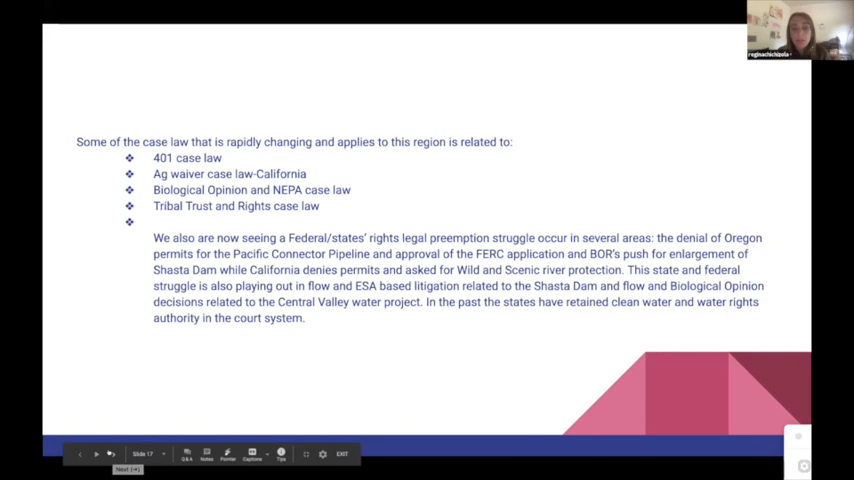 reginachichizola
Some of the case law that is rapidly changing and applies to this region is related to:
❖ 401 case law
❖ Ag waiver case law-California
❖ Biological Opinion and NEPA case law
❖ Tribal Trust and Rights case law
❖
We also are now seeing a Federal/states' rights legal preemption struggle occur in several areas: the denial of Oregon
permits for the Pacific Connector Pipeline and approval of the FERC application and BOR's push for enlargement of
Shasta Dam while California denies permits and asked for Wild and Scenic river protection. This state and federal
struggle is also playing out in flow and ESA based litigation related to the Shasta Dam and flow and Biological Opinion
decisions related to the Central Valley water project. In the past the states have retained clean water and water rights
authority in the court system.
Slide 17
Q&A Notes Pointer Captions Tips EXIT
Next (→)